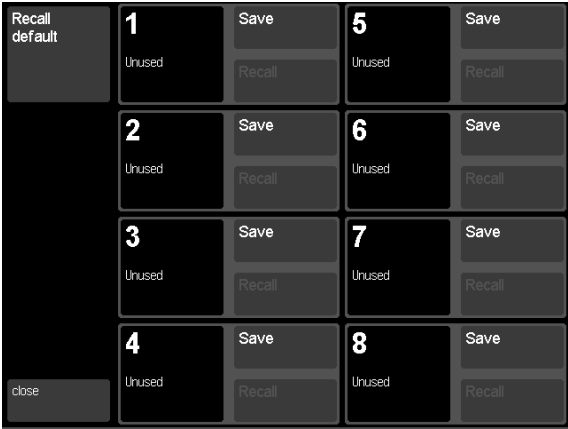 Recall
default
close
1
Unused
Save
Recall
2
Unused
Save
Recall
3
Unused
Save
Recall
4
Unused
Save
Recall
5
Unused
Save
Recall
6
Unused
Save
Recall
7
Unused
Save
Recall
8
Unused
Save
Recall